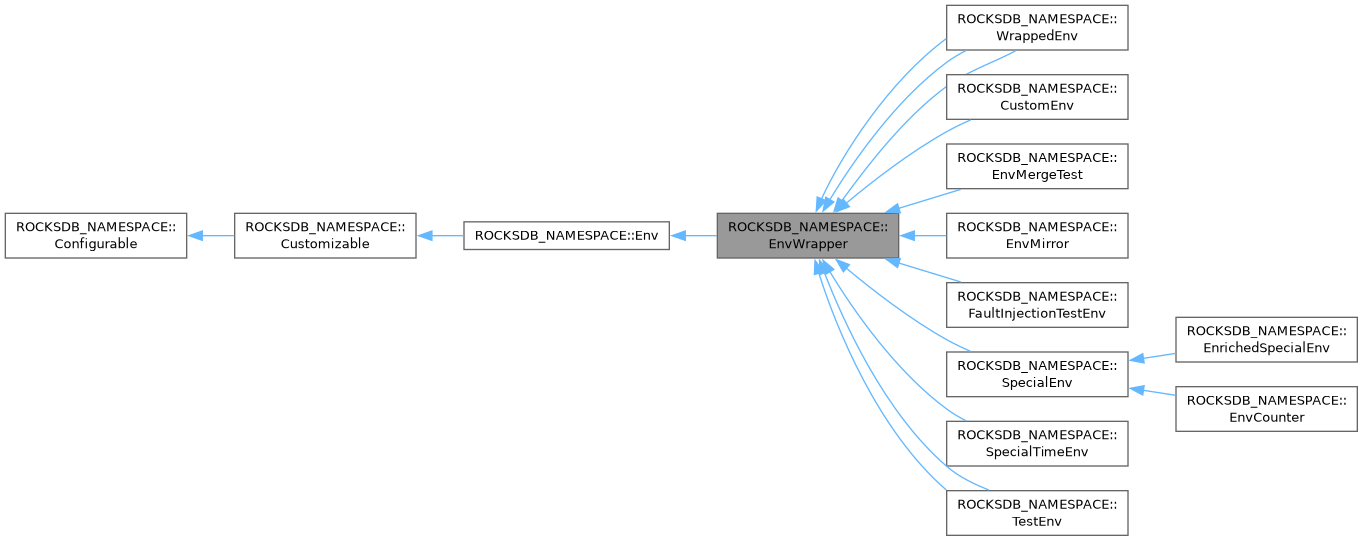 ROCKSDB_NAMESPACE::
Configurable
ROCKSDB_NAMESPACE::
Customizable
ROCKSDB_NAMESPACE::Env
ROCKSDB_NAMESPACE::
EnvWrapper
ROCKSDB_NAMESPACE::
WrappedEnv
ROCKSDB_NAMESPACE::
CustomEnv
ROCKSDB_NAMESPACE::
EnvMergeTest
ROCKSDB_NAMESPACE::
EnvMirror
ROCKSDB_NAMESPACE::
FaultInjectionTestEnv
ROCKSDB_NAMESPACE::
SpecialEnv
ROCKSDB_NAMESPACE::
SpecialTimeEnv
ROCKSDB_NAMESPACE::
TestEnv
ROCKSDB_NAMESPACE::
EnrichedSpecialEnv
ROCKSDB_NAMESPACE::
EnvCounter